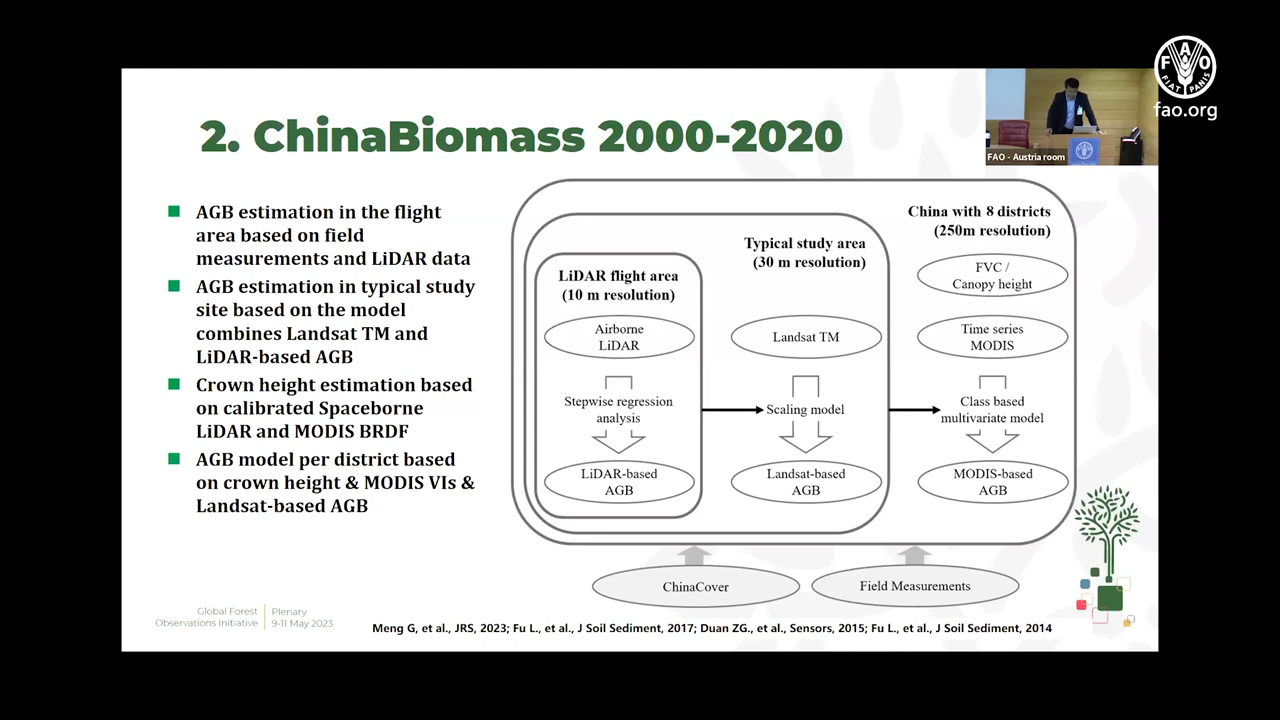 FAO
FIAT PANIS
fao.org
FAO - Austria room
2. ChinaBiomass 2000-2020
AGB estimation in the flight
area based on field
measurements and LiDAR data
AGB estimation in typical study
site based on the model
combines Landsat TM and
LiDAR-based AGB
Crown height estimation based
on calibrated Spaceborne
LiDAR and MODIS BRDF
AGB model per district based
on crown height & MODIS VIs &
Landsat-based AGB
LiDAR flight area
(10 m resolution)
Airborne
LiDAR
Stepwise regression
analysis
LiDAR-based
AGB
Typical study area
(30 m resolution)
Landsat TM
Scaling model
Landsat-based
AGB
China with 8 districts
(250m resolution)
FVC /
Canopy height
Time series
MODIS
Class based
multivariate model
MODIS-based
AGB
ChinaCover
Field Measurements
Global Forest
Observations Initiative
Plenary
9-11 May 2023
Meng G, et al., JRS, 2023; Fu L., et al., J Soil Sediment, 2017; Duan ZG., et al., Sensors, 2015; Fu L., et al., J Soil Sediment, 2014